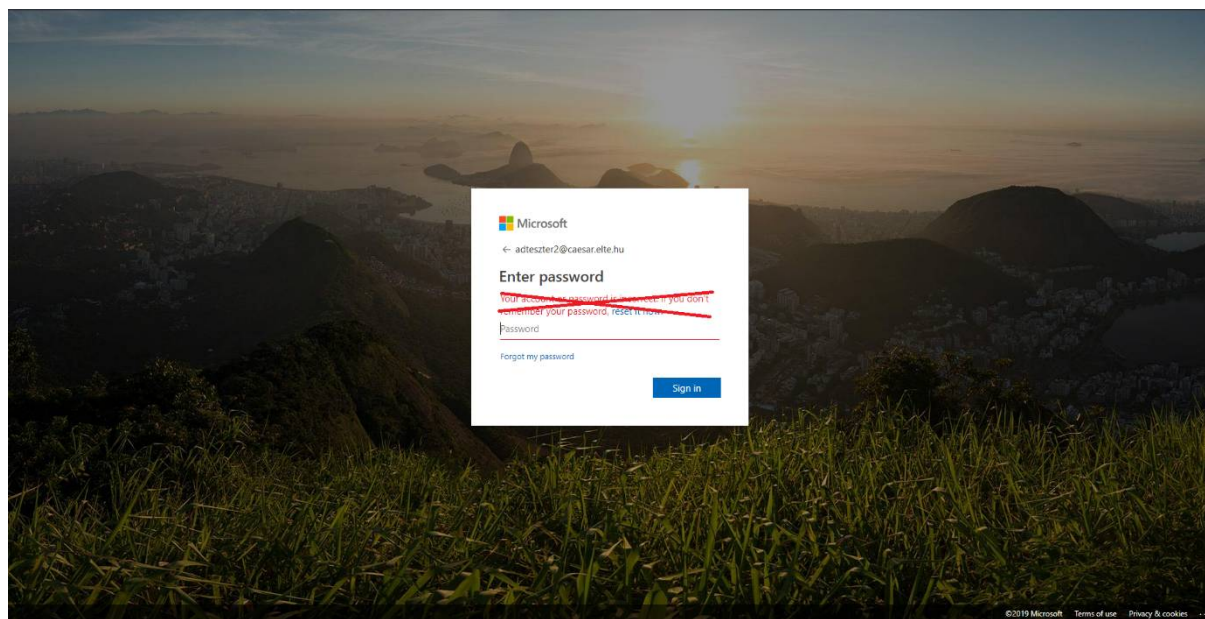 Microsoft
← adteszter2@caesar.elte.hu
Enter password
Your account or password is incorrect. If you don't
remember your password, reset it now.
Password
Forgot my password
Sign in
©2019 Microsoft Terms of use Privacy & cookies ...